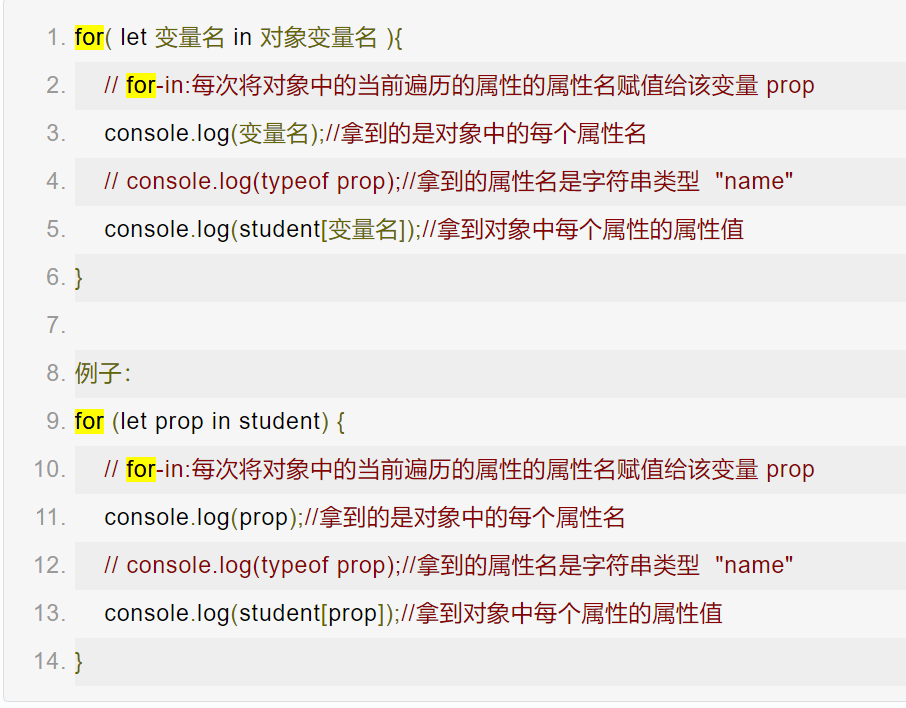 1. for( let 变量名 in 对象变量名 ){
2. // for-in:每次将对象中的当前遍历的属性的属性名赋值给该变量 prop
3. console.log(变量名);//拿到的是对象中的每个属性名
4. // console.log(typeof prop);//拿到的属性名是字符串类型  "name"
5. console.log(student[变量名]);//拿到对象中每个属性的属性值
6. }
7.
8. 例子：
9. for (let prop in student) {
10. // for-in:每次将对象中的当前遍历的属性的属性名赋值给该变量 prop
11. console.log(prop);//拿到的是对象中的每个属性名
12. // console.log(typeof prop);//拿到的属性名是字符串类型  "name"
13. console.log(student[prop]);//拿到对象中每个属性的属性值
14. }